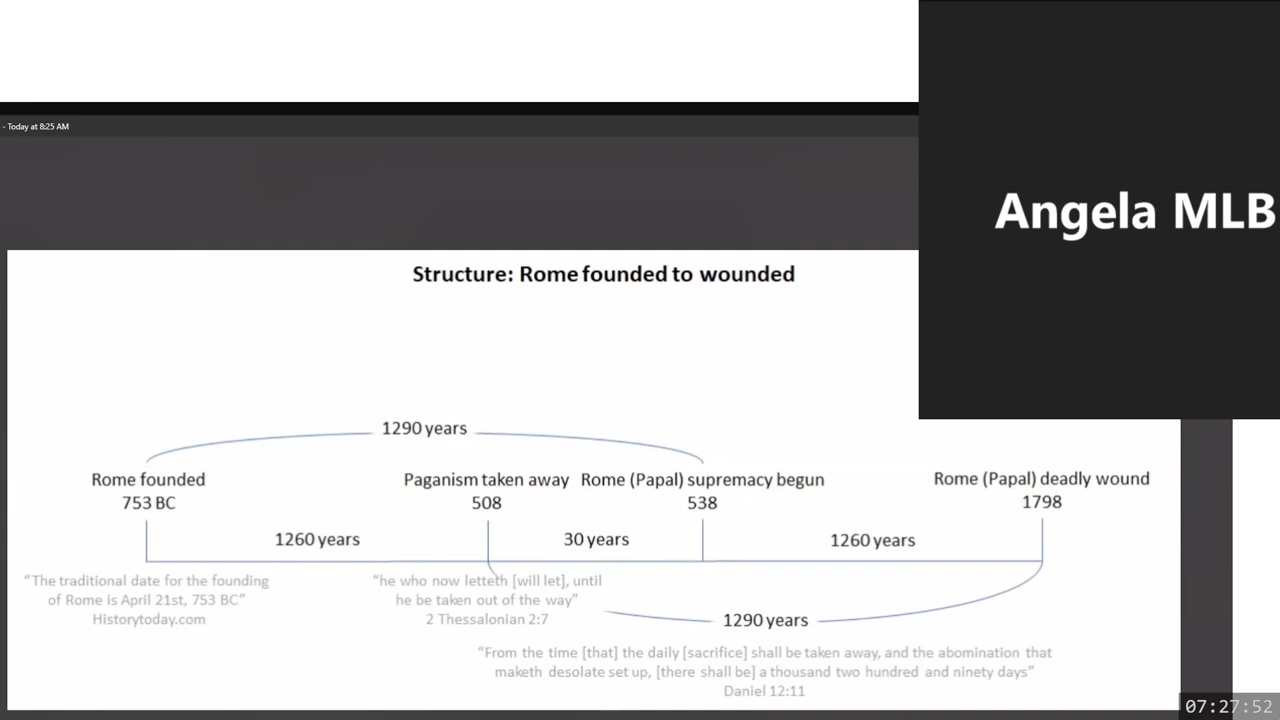 - Today at 8:25 AM
Angela MLB
Structure: Rome founded to wounded
1290 years
Rome founded
753 BC
Paganism taken away
508
Rome (Papal) supremacy begun
538
Rome (Papal) deadly wound
1798
1260 years
30 years
1260 years
“The traditional date for the founding
of Rome is April 21st, 753 BC”
Historytoday.com
“he who now letteth [will let], until
he be taken out of the way”
2 Thessalonian 2:7
1290 years
“From the time [that] the daily [sacrifice] shall be taken away, and the abomination that
maketh desolate set up, [there shall be] a thousand two hundred and ninety days”
Daniel 12:11
07:27:52